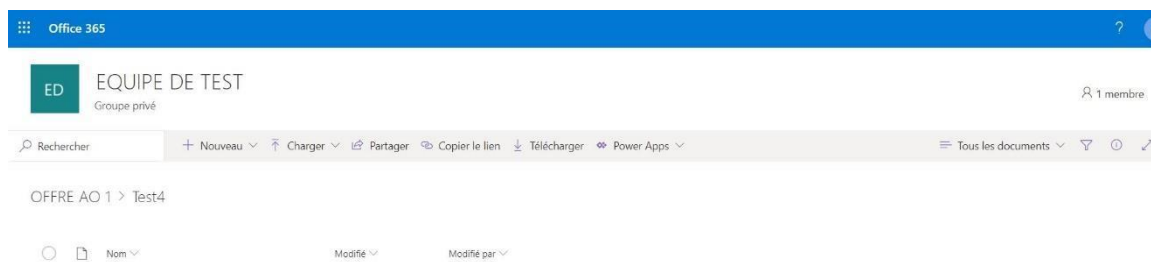 Office 365 ?
ED EQUIPE DE TEST
Groupe privé
1 membre
Rechercher + Nouveau Charger Partager Copier le lien Télécharger Power Apps Tous les documents
OFFRE AO 1 > Test4
Nom Modifié Modifié par